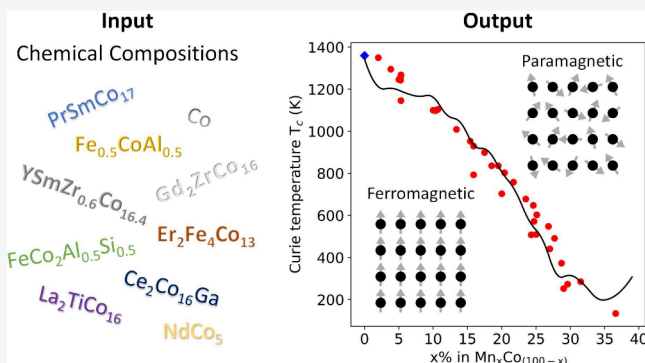 Input
Chemical Compositions
PrSmCo₁₇
Co
Fe₀.₅CoAl₀.₅
YSmZr₀.₆Co₁₆.₄
Gd₂ZrCo₁₆
Er₂Fe₄Co₁₃
FeCo₂Al₀.₅Si₀.₅
Ce₂Co₁₆Ga
La₂TiCo₁₆
NdCo₅
Output
Curie temperature T_c (K)
1400
1200
1000
800
600
400
200
Paramagnetic
Ferromagnetic
0 5 10 15 20 25 30 35 40
x% in MnₓCo₍₁₀₀₋ₓ₎